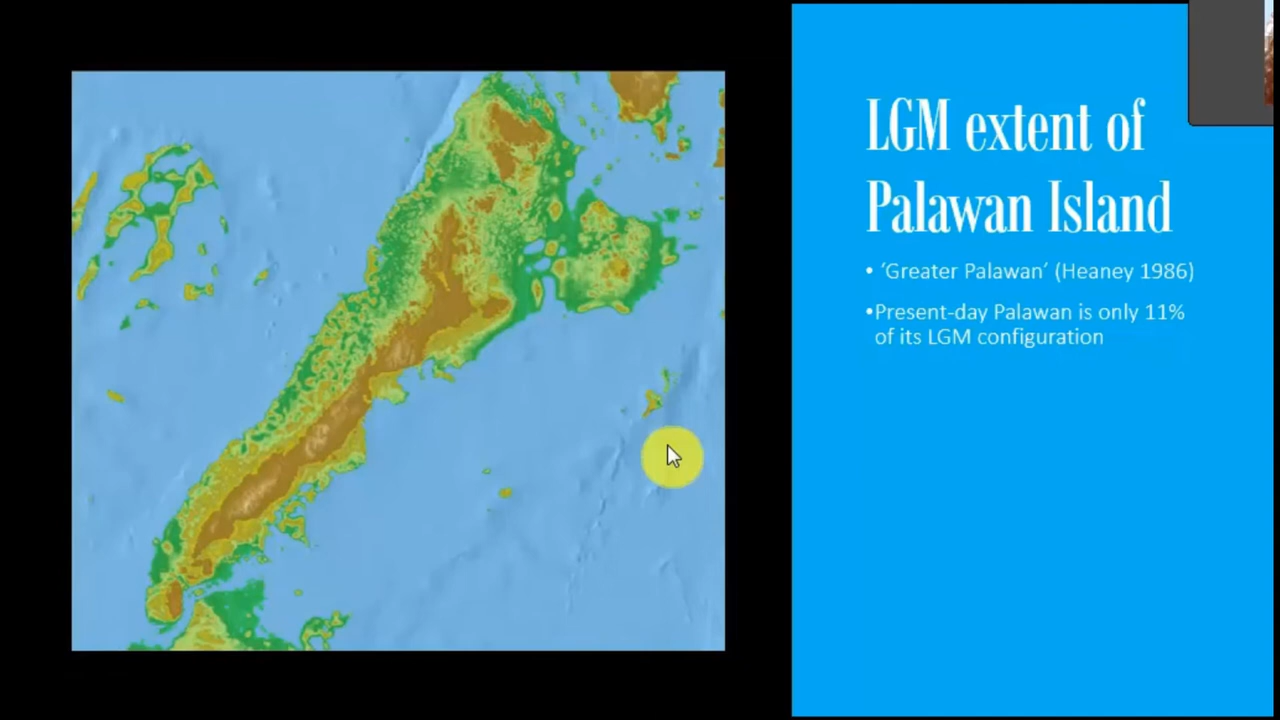 LGM extent of
Palawan Island
• ‘Greater Palawan’ (Heaney 1986)
•Present-day Palawan is only 11%
of its LGM configuration